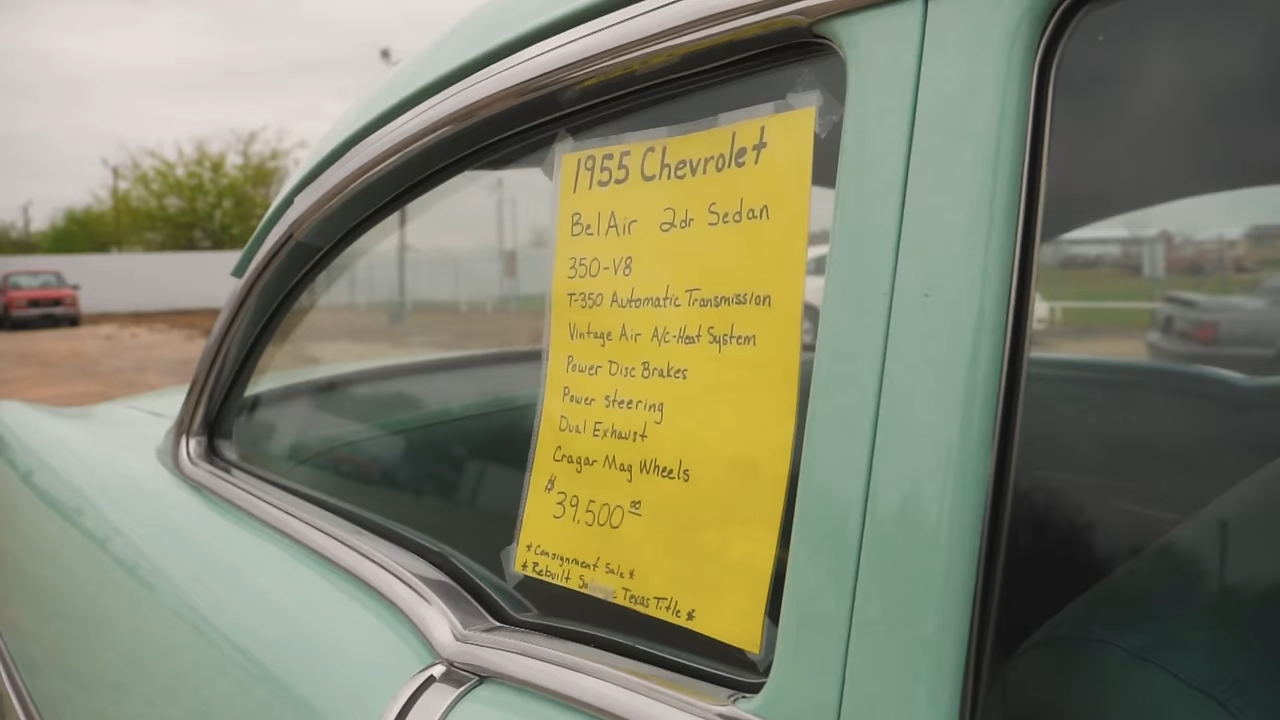 1955 Chevrolet
BelAir 2dr Sedan
350-V8
T-350 Automatic Transmission
Vintage Air A/C-Heat System
Power Disc Brakes
Power Steering
Dual Exhaust
Cragar Mag Wheels
$39.500.00
*Consignment Sale*
*Rebuilt Texas Title*